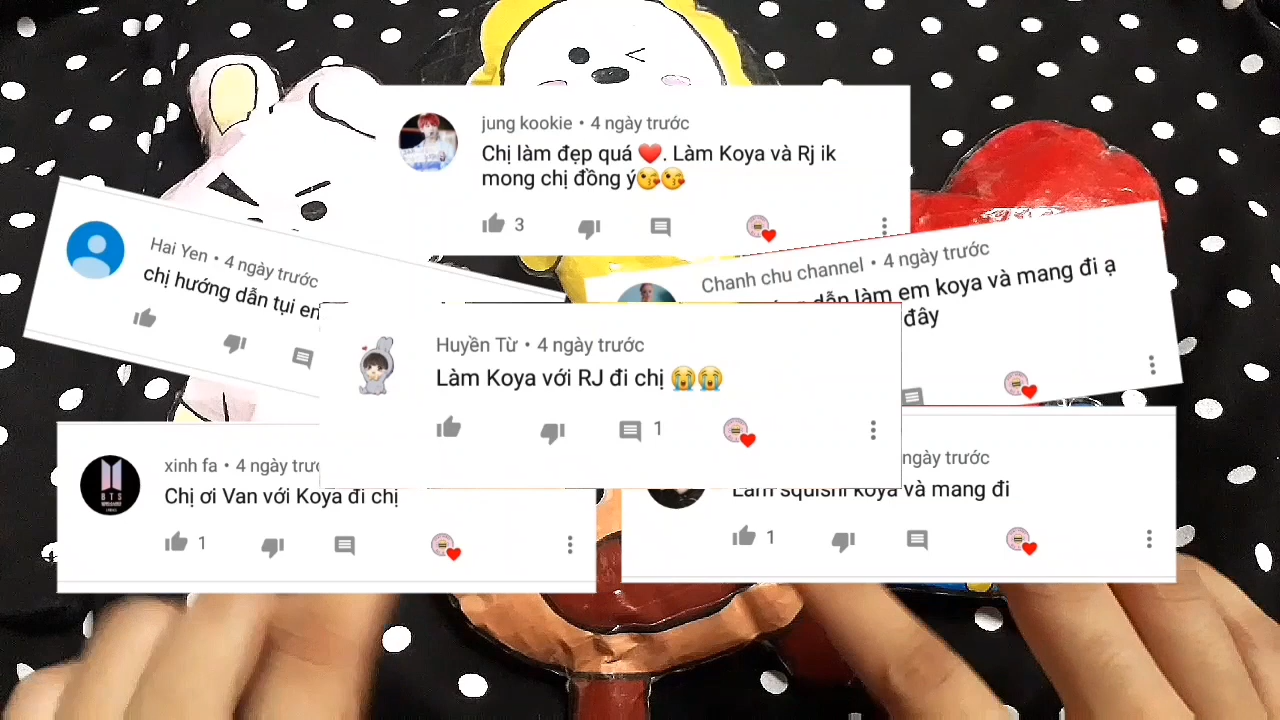 jung kookie • 4 ngày trước
Chị làm đẹp quá ❤️. Làm Koya và Rj ik
mong chị đồng ý😘😘
3
Hai Yen • 4 ngày trước
chị hướng dẫn tụi
Chanh chu channel • 4 ngày trước
dẫn làm em koya và mang đi ạ
đây
Huyền Từ • 4 ngày trước
Làm Koya với RJ đi chị 😭😭
1
xinh fa • 4 ngày
Chị ơi Van với Koya đi chị
1
BTS
ngày trước
Làm squishi koya và mang đi
1